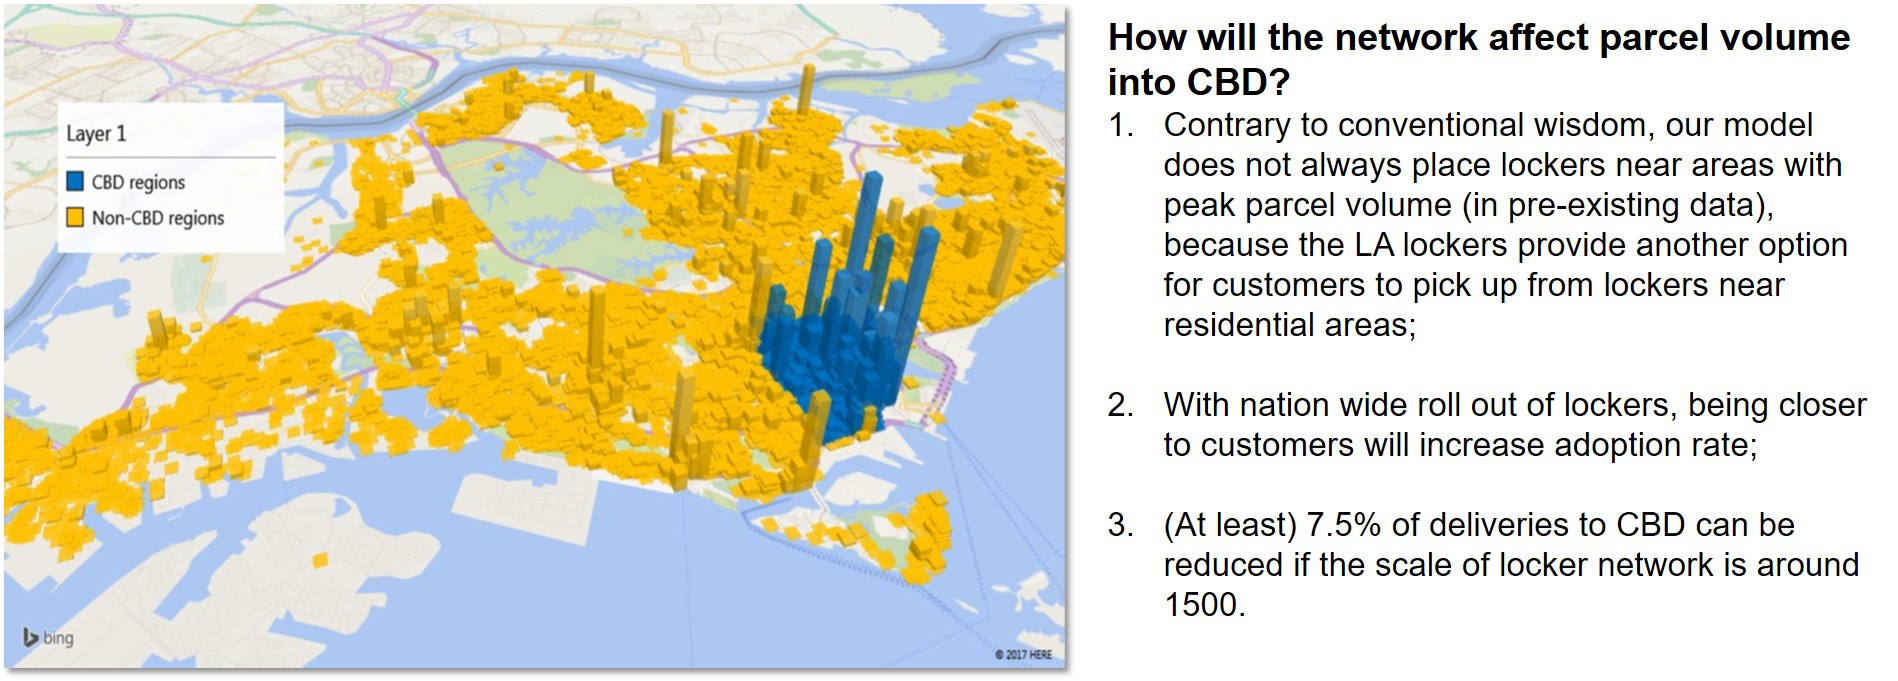 Layer 1
CBD regions
Non-CBD regions
bing
© 2017 HERE
How will the network affect parcel volume
into CBD?
1. Contrary to conventional wisdom, our model
does not always place lockers near areas with
peak parcel volume (in pre-existing data),
because the LA lockers provide another option
for customers to pick up from lockers near
residential areas;
2. With nation wide roll out of lockers, being closer
to customers will increase adoption rate;
3. (At least) 7.5% of deliveries to CBD can be
reduced if the scale of locker network is around
1500.